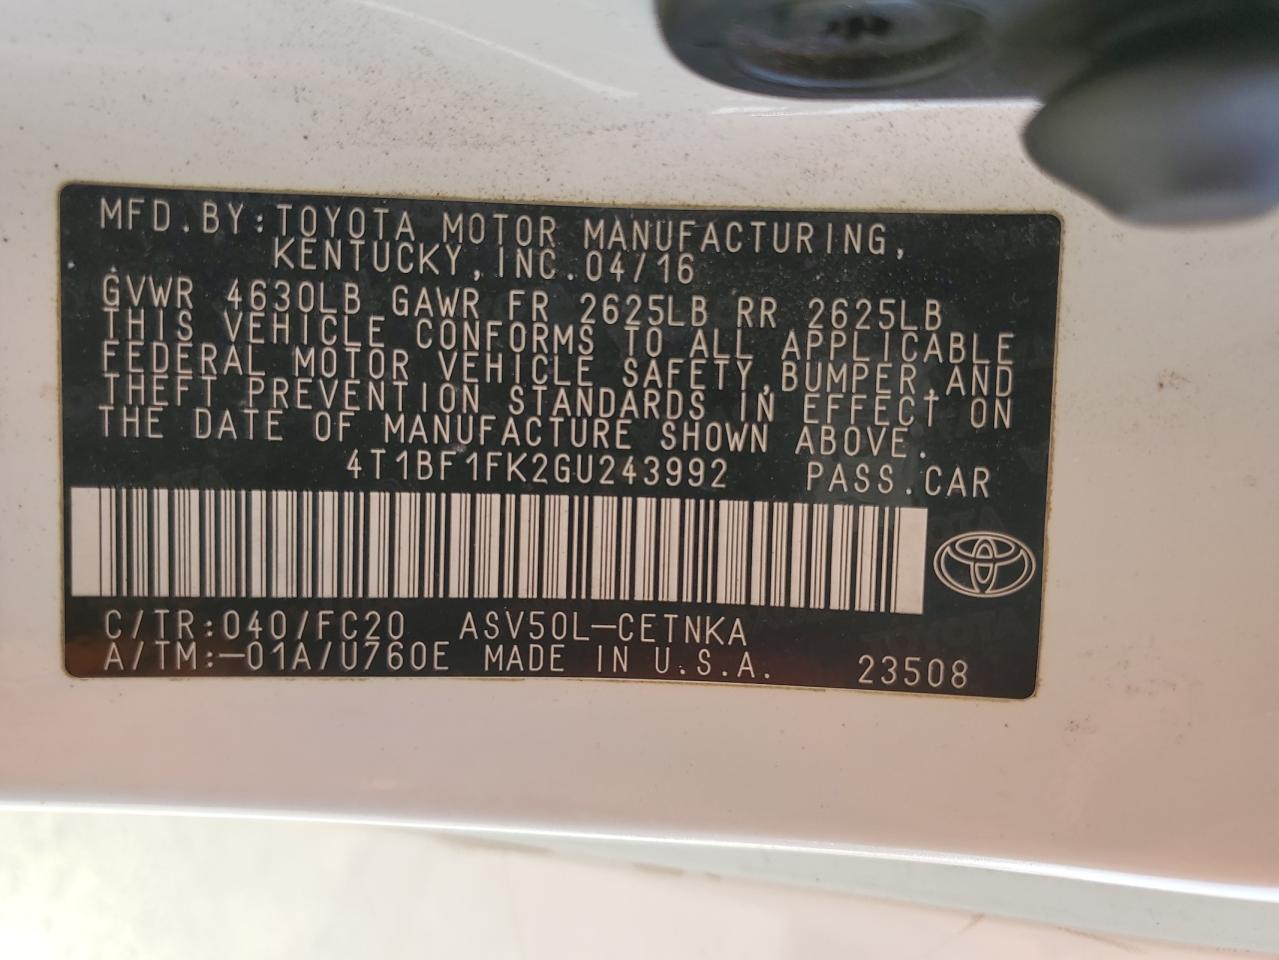 MFD.BY:TOYOTA MOTOR MANUFACTURING,
KENTUCKY,INC.04/16
GVWR 4630LB GAWR FR 2625LB RR 2625LB
THIS VEHICLE CONFORMS TO ALL APPLICABLE
FEDERAL MOTOR VEHICLE SAFETY,BUMPER,AND
THEFT PREVENTION STANDARDS IN EFFECT ON
THE DATE OF MANUFACTURE SHOWN ABOVE.
4T1BF1FK2GU243992 PASS.CAR
C/TR:040/FC20 ASV50L-CETNKA
A/TM:-01A/U760E MADE IN U.S.A. 23508